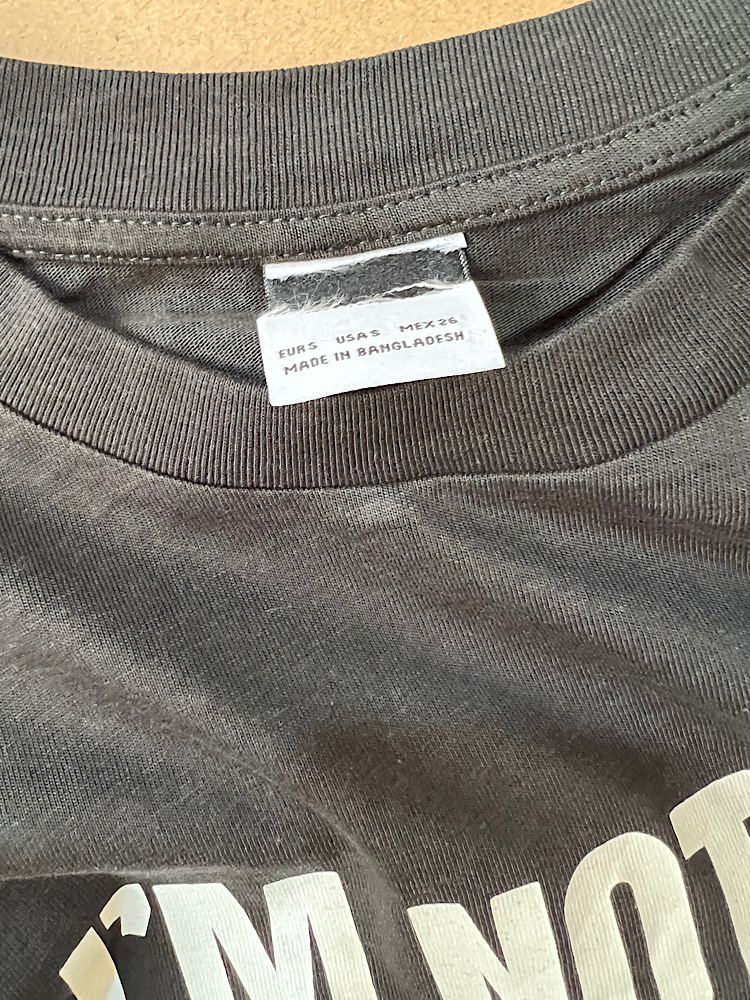 EUR S USA S MEX 26
MADE IN BANGLADESH
I'M NOT